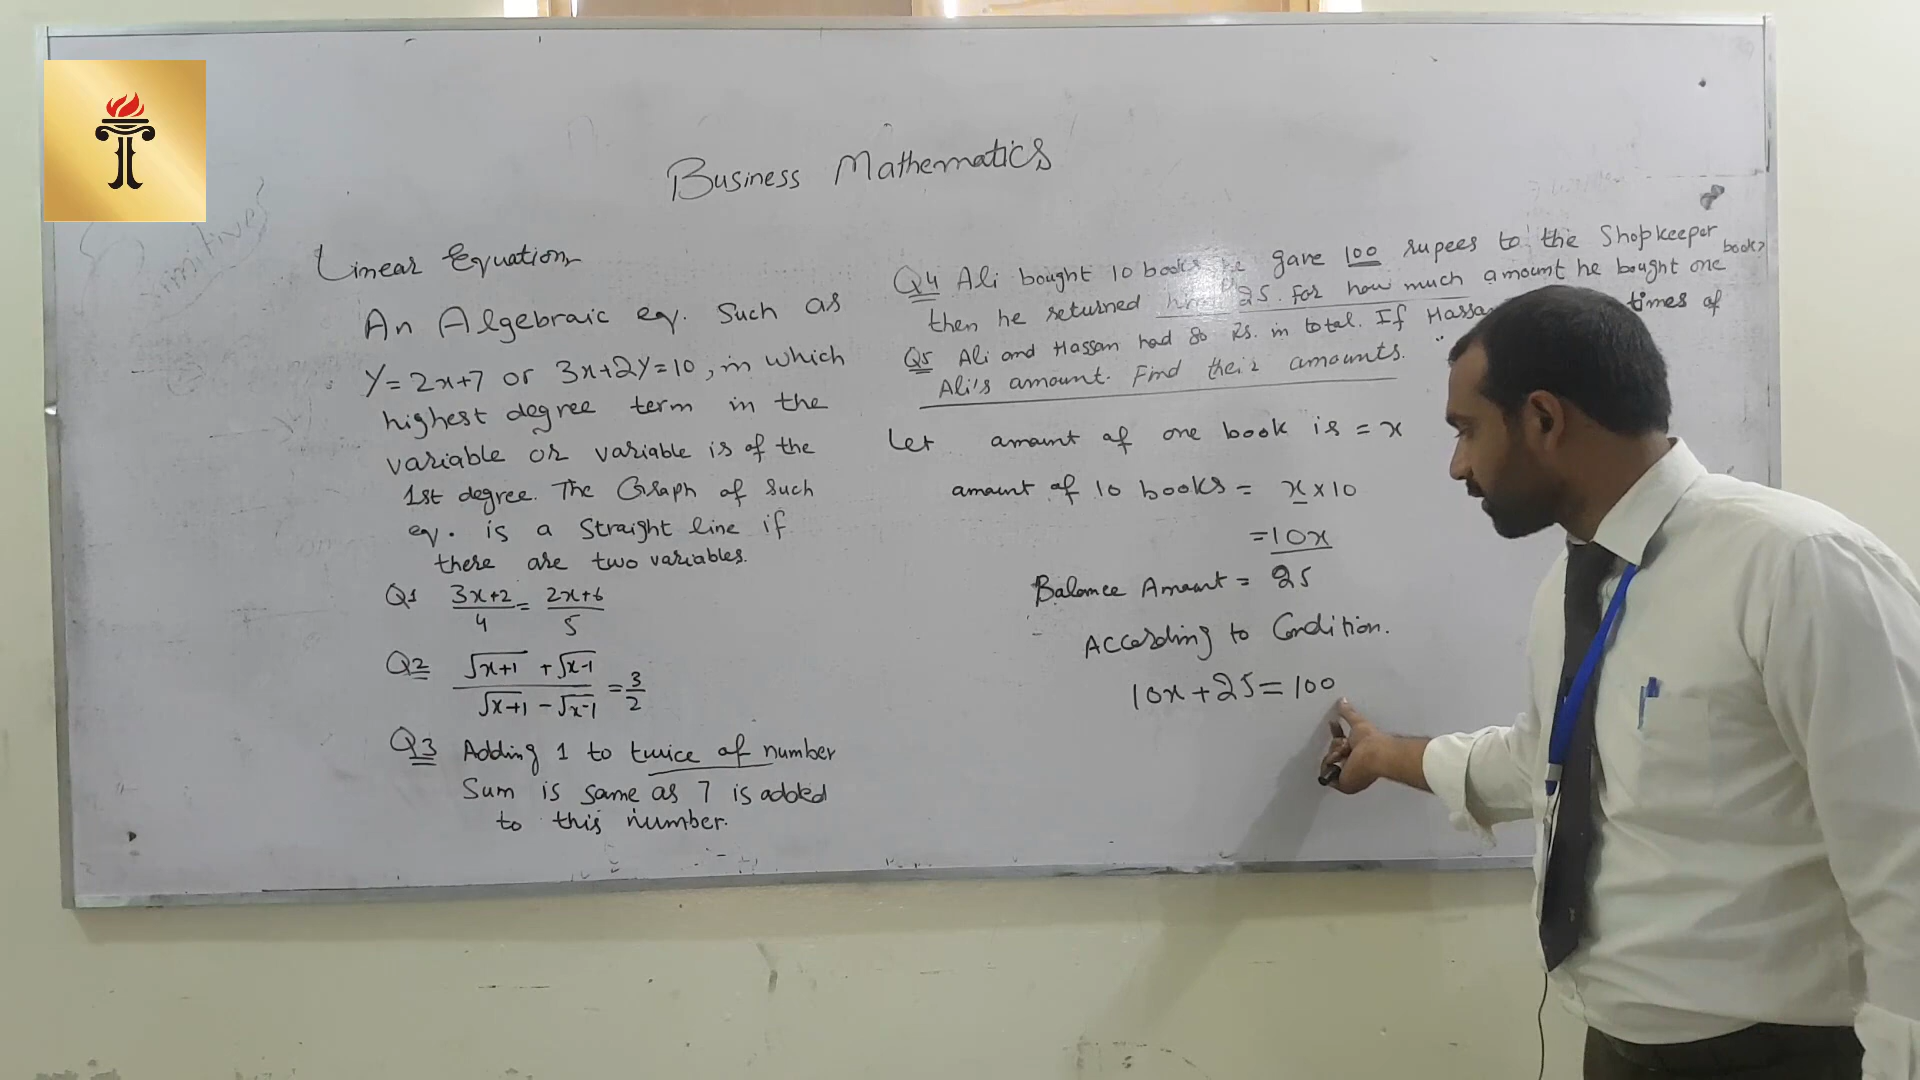 Business Mathematics
Linear Equation
An Algebraic eq. Such as
Y=2x+7 or 3x+2y=10, in which
highest degree term in the
variable or variable is of the
1st degree. The Graph of such
eq. is a Straight line if
there are two variables.
Q1 3x+2/4 = 2x+6/5
Q2 √x+1 + √x-1 / √x+1 - √x-1 = 3/2
Q3 Adding 1 to twice of number
Sum is same as 7 is added
to this number.
Q4 Ali bought 10 books he gave 100 rupees to the Shopkeeper
then he returned him 25. For how much amount he bought one book?
Q5 Ali and Hassan had 80 Rs. in total. If Hassan times of
Ali's amount. Find their amounts.
Let amount of one book is = x
amount of 10 books = x × 10
= 10x
Balance Amount = 25
According to Condition.
10x + 25 = 100